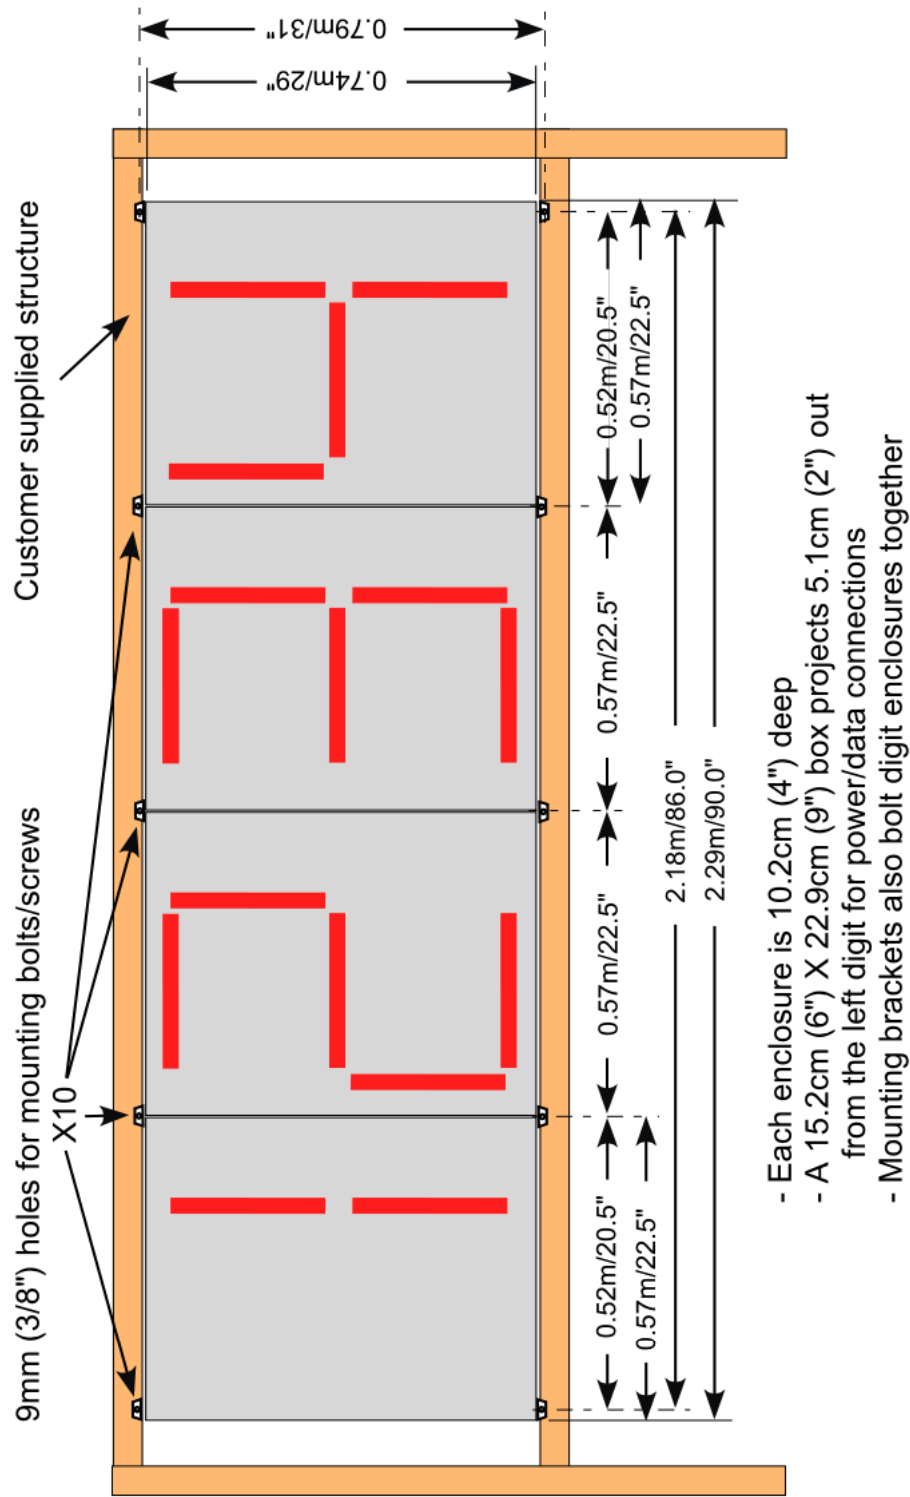 9mm (3/8") holes for mounting bolts/screws
X10
Customer supplied structure
0.79m/31"
0.74m/29"
0.52m/20.5"
0.57m/22.5"
0.57m/22.5"
0.52m/20.5"
0.57m/22.5"
0.57m/22.5"
2.18m/86.0"
2.29m/90.0"
- Each enclosure is 10.2cm (4") deep
- A 15.2cm (6") X 22.9cm (9") box projects 5.1cm (2") out
from the left digit for power/data connections
- Mounting brackets also bolt digit enclosures together